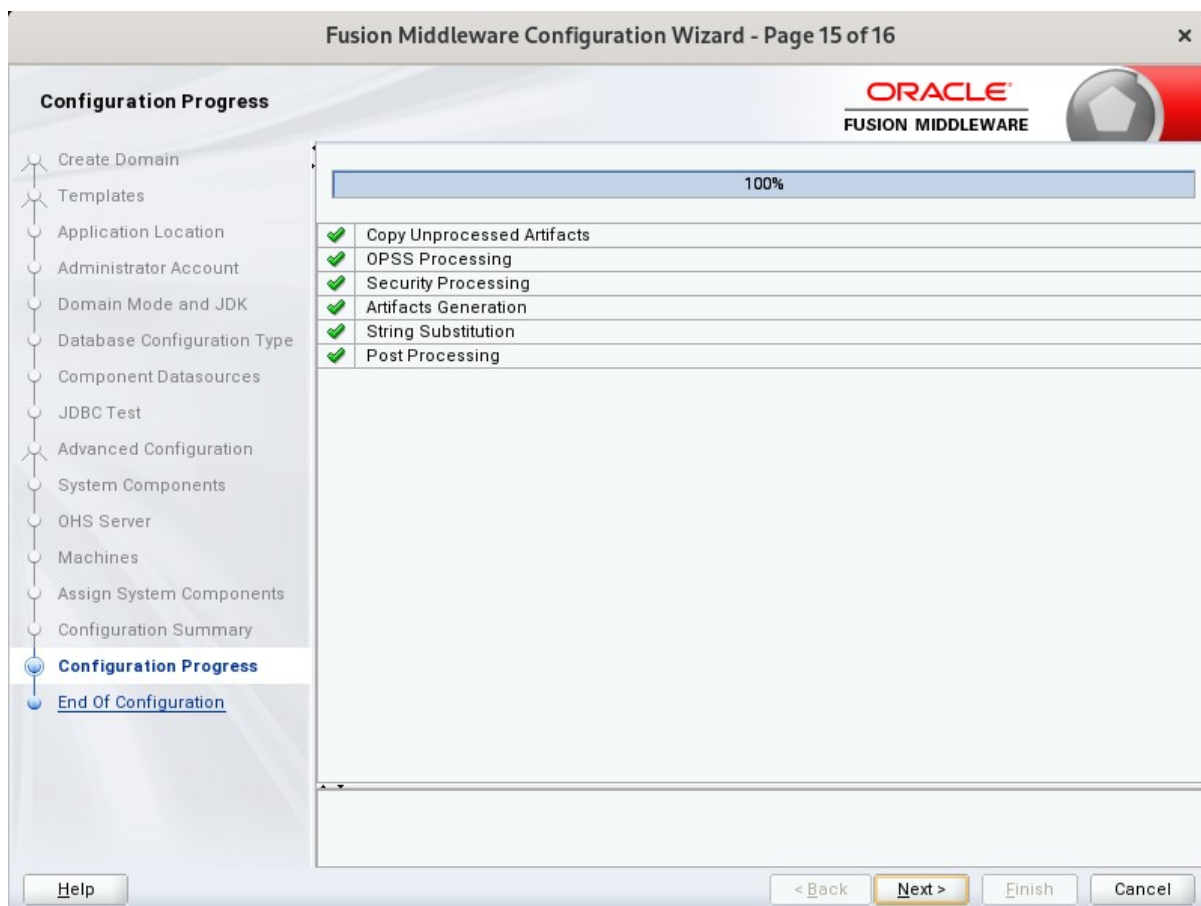 Fusion Middleware Configuration Wizard - Page 15 of 16
×
Configuration Progress
ORACLE
FUSION MIDDLEWARE
Create Domain
Templates
Application Location
Administrator Account
Domain Mode and JDK
Database Configuration Type
Component Datasources
JDBC Test
Advanced Configuration
System Components
OHS Server
Machines
Assign System Components
Configuration Summary
Configuration Progress
End Of Configuration
100%
Copy Unprocessed Artifacts
OPSS Processing
Security Processing
Artifacts Generation
String Substitution
Post Processing
Help
< Back
Next >
Finish
Cancel